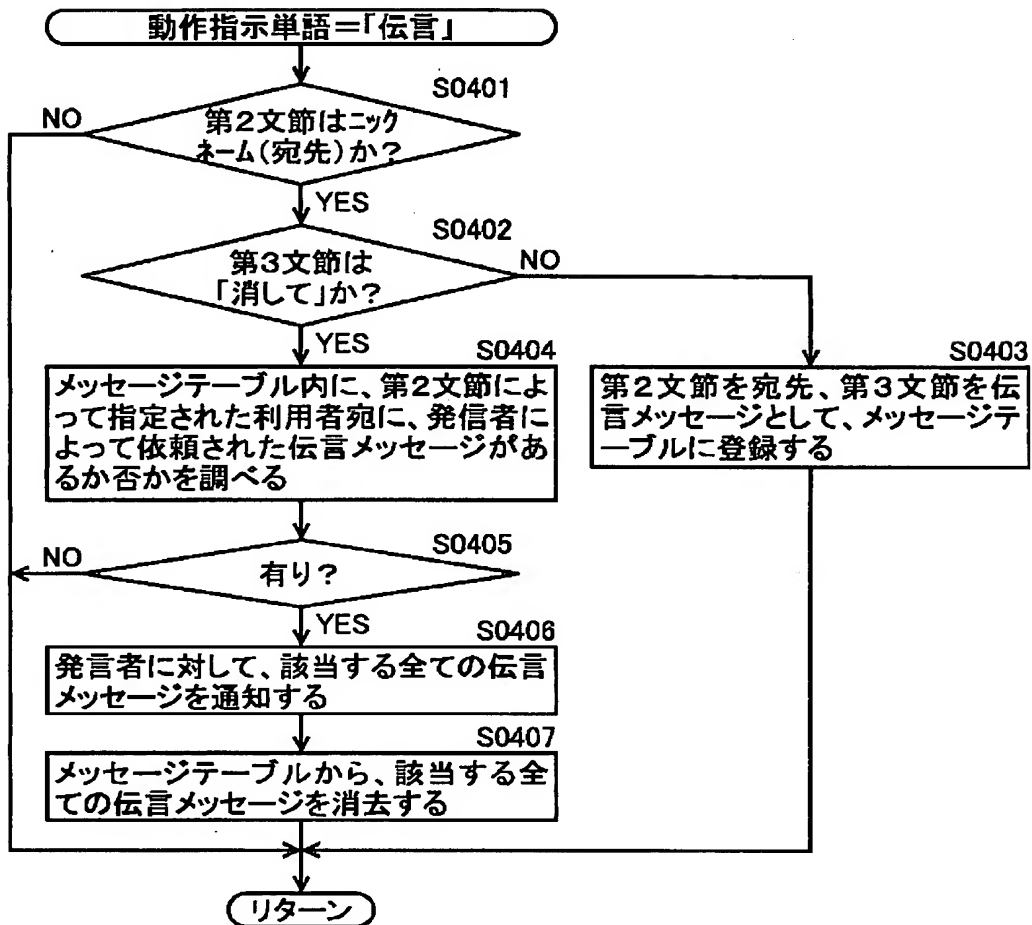 動作指示単語=「伝言」
S0401
NO
第2文節はニック
ネーム(宛先)か?
YES
S0402
第3文節は
「消して」か?
NO
YES
S0404
メッセージテーブル内に、第2文節によ
って指定された利用者宛に、発信者に
よって依頼された伝言メッセージがあ
るか否かを調べる
S0403
第2文節を宛先、第3文節を伝
言メッセージとして、メッセージテ
ーブルに登録する
S0405
NO
有り?
YES
S0406
発言者に対して、該当する全ての伝言
メッセージを通知する
S0407
メッセージテーブルから、該当する全
ての伝言メッセージを消去する
リターン